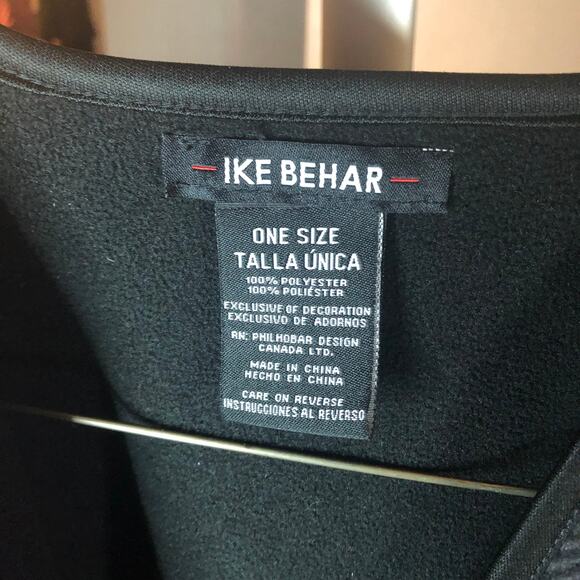 IKE BEHAR
ONE SIZE
TALLA ÚNICA
100% POLYESTER
100% POLIÉSTER
EXCLUSIVE OF DECORATION
EXCLUSIVO DE ADORNOS
RN: PHILHOBAR DESIGN
CANADA LTD.
MADE IN CHINA
HECHO EN CHINA
CARE ON REVERSE
INSTRUCCIONES AL REVERSO